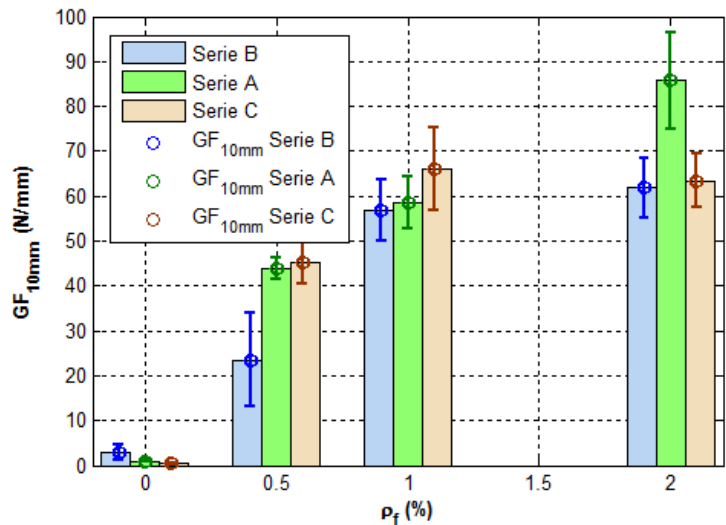 100
90
80
70
60
50
40
30
20
10
0
GF10mm (N/mm)
Serie B
Serie A
Serie C
GF10mm Serie B
GF10mm Serie A
GF10mm Serie C
0
0.5
1
1.5
2
ρf (%)